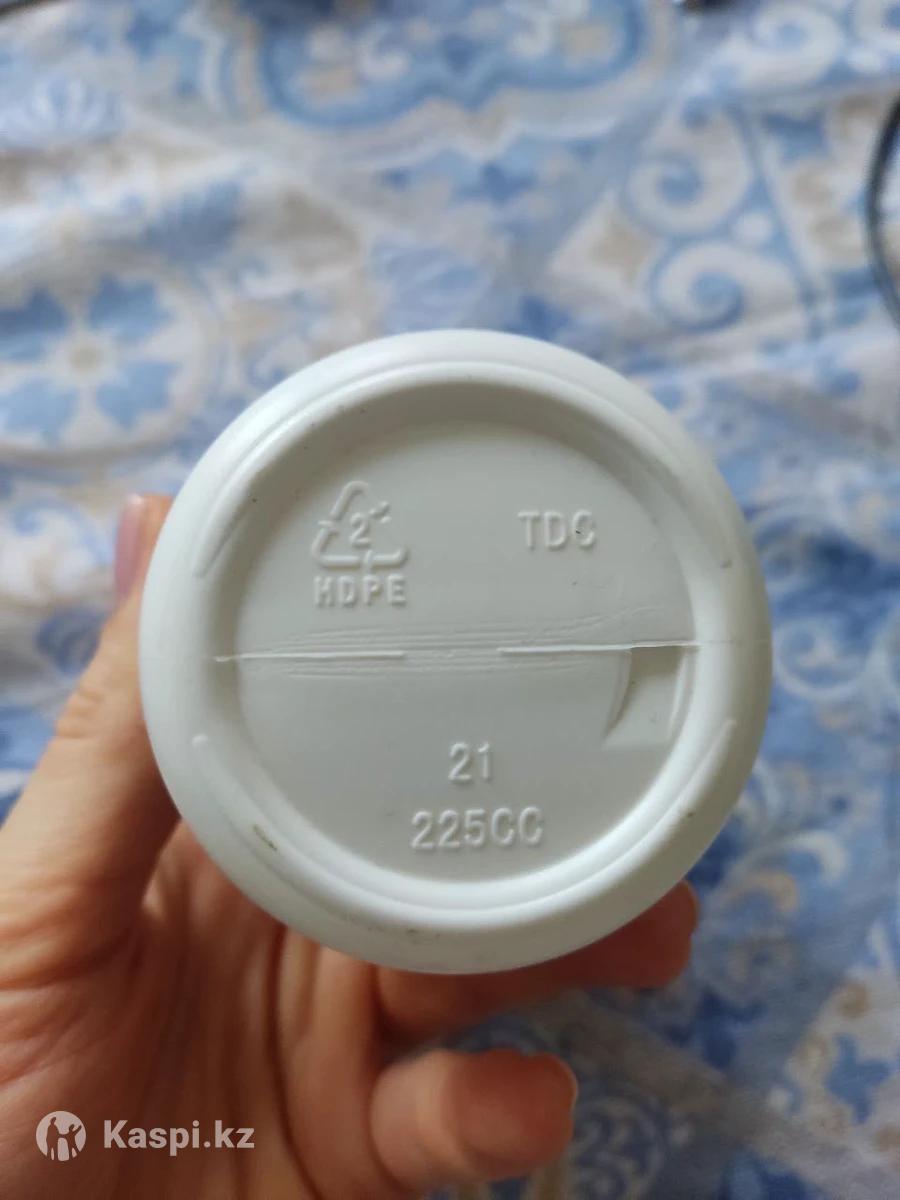 2
HDPE
TDC
21
225CC
Kaspi.kz